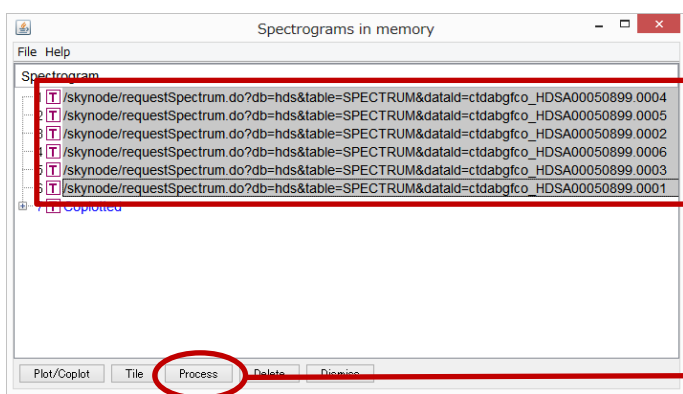 Spectrograms in memory
File Help
Spectrogram
1 T /skynode/requestSpectrum.do?db=hds&table=SPECTRUM&dataId=ctdabgfco_HDSA00050899.0004
2 T /skynode/requestSpectrum.do?db=hds&table=SPECTRUM&dataId=ctdabgfco_HDSA00050899.0005
3 T /skynode/requestSpectrum.do?db=hds&table=SPECTRUM&dataId=ctdabgfco_HDSA00050899.0002
4 T /skynode/requestSpectrum.do?db=hds&table=SPECTRUM&dataId=ctdabgfco_HDSA00050899.0006
5 T /skynode/requestSpectrum.do?db=hds&table=SPECTRUM&dataId=ctdabgfco_HDSA00050899.0003
6 T /skynode/requestSpectrum.do?db=hds&table=SPECTRUM&dataId=ctdabgfco_HDSA00050899.0001
7 T Coplotted
Plot/Coplot Tile Process Delete Dismiss